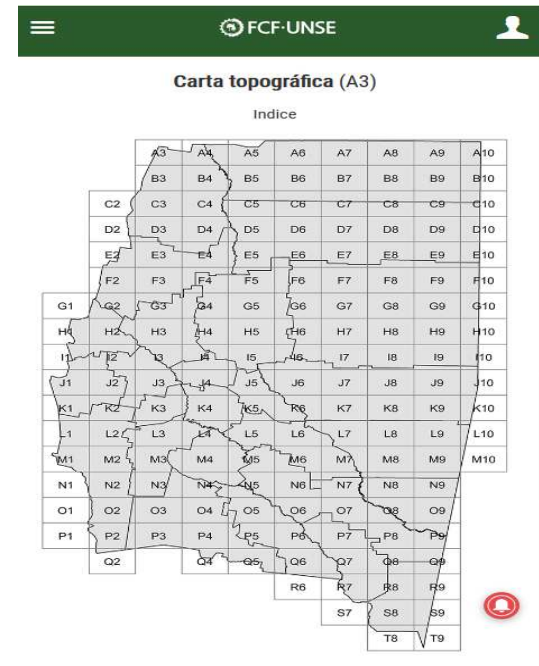 FCF·UNSE
Carta topográfica (A3)
Indice
A3 A4 A5 A6 A7 A8 A9 A10
B3 B4 B5 B6 B7 B8 B9 B10
C2 C3 C4 C5 C6 C7 C8 C9 C10
D2 D3 D4 D5 D6 D7 D8 D9 D10
E2 E3 E4 E5 E6 E7 E8 E9 E10
F2 F3 F4 F5 F6 F7 F8 F9 F10
G1 G2 G3 G4 G5 G6 G7 G8 G9 G10
H1 H2 H3 H4 H5 H6 H7 H8 H9 H10
I1 I2 I3 I4 I5 I6 I7 I8 I9 I10
J1 J2 J3 J4 J5 J6 J7 J8 J9 J10
K1 K2 K3 K4 K5 K6 K7 K8 K9 K10
L1 L2 L3 L4 L5 L6 L7 L8 L9 L10
M1 M2 M3 M4 M5 M6 M7 M8 M9 M10
N1 N2 N3 N4 N5 N6 N7 N8 N9
O1 O2 O3 O4 O5 O6 O7 O8 O9
P1 P2 P3 P4 P5 P6 P7 P8 P9
Q2 Q4 Q5 Q6 Q7 Q8 Q9
R6 R7 R8 R9
S7 S8 S9
T8 T9